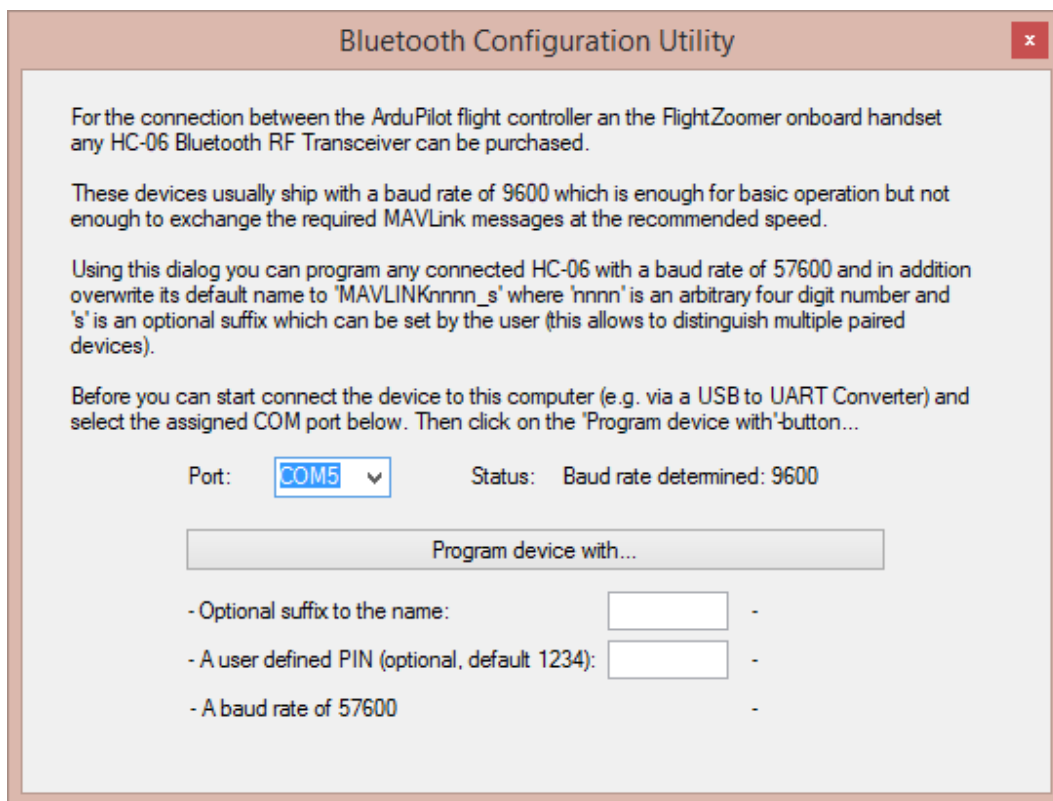 Bluetooth Configuration Utility
x
For the connection between the ArduPilot flight controller an the FlightZoomer onboard handset
any HC-06 Bluetooth RF Transceiver can be purchased.
These devices usually ship with a baud rate of 9600 which is enough for basic operation but not
enough to exchange the required MAVLink messages at the recommended speed.
Using this dialog you can program any connected HC-06 with a baud rate of 57600 and in addition
overwrite its default name to 'MAVLINKnnnn_s' where 'nnnn' is an arbitrary four digit number and
's' is an optional suffix which can be set by the user (this allows to distinguish multiple paired
devices).
Before you can start connect the device to this computer (e.g. via a USB to UART Converter) and
select the assigned COM port below. Then click on the 'Program device with'-button...
Port: COM5 Status: Baud rate determined: 9600
Program device with...
- Optional suffix to the name: -
- A user defined PIN (optional, default 1234): -
- A baud rate of 57600 -